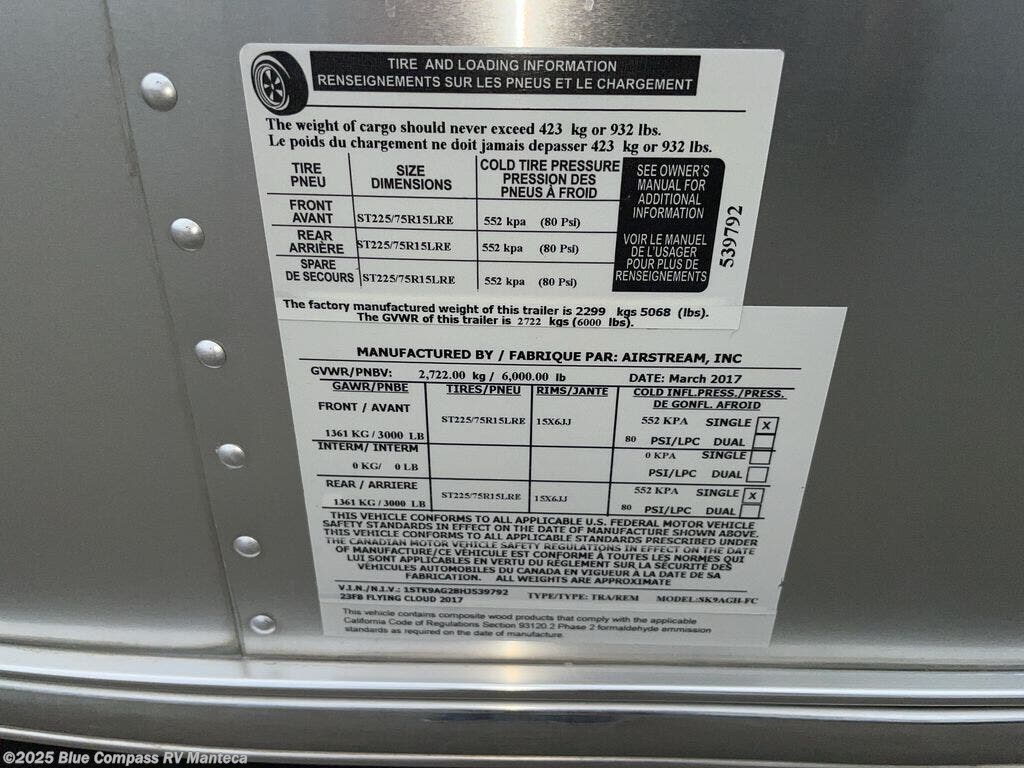 TIRE AND LOADING INFORMATION
RENSEIGNEMENTS SUR LES PNEUS ET LE CHARGEMENT
The weight of cargo should never exceed 423 kg or 932 lbs.
Le poids du chargement ne doit jamais depasser 423 kg or 932 lbs.
TIRE PNEU
SIZE DIMENSIONS
COLD TIRE PRESSURE PRESSION DES PNEUS À FROID
FRONT AVANT ST225/75R15LRE 552 kpa (80 Psi)
REAR ARRIÈRE ST225/75R15LRE 552 kpa (80 Psi)
SPARE DE SECOURS ST225/75R15LRE 552 kpa (80 Psi)
SEE OWNER'S
MANUAL FOR
ADDITIONAL
INFORMATION
VOIR LE MANUEL
DE L'USAGER
POUR PLUS DE
RENSEIGNEMENTS
539792
The factory manufactured weight of this trailer is 2299 kgs 5068 (lbs).
The GVWR of this trailer is 2722 kgs (6000 lbs).
MANUFACTURED BY / FABRIQUE PAR: AIRSTREAM, INC
GVWR/PNBV: 2,722.00 kg / 6,000.00 lb DATE: March 2017
GAWR/PNBE TIRES/PNEU RIMS/JANTE COLD INFL.PRESS./PRESS.
DE GONFL. AFROID
FRONT / AVANT ST225/75R15LRE 15X6JJ 552 KPA SINGLE X
1361 KG / 3000 LB 80 PSI/LPC DUAL
INTERM/ INTERM 0 KPA SINGLE
0 KG/ 0 LB PSI/LPC DUAL
REAR / ARRIERE ST225/75R15LRE 15X6JJ 552 KPA SINGLE X
1361 KG / 3000 LB 80 PSI/LPC DUAL
THIS VEHICLE CONFORMS TO ALL APPLICABLE U.S. FEDERAL MOTOR VEHICLE
SAFETY STANDARDS IN EFFECT ON THE DATE OF MANUFACTURE SHOWN ABOVE.
THIS VEHICLE CONFORMS TO ALL APPLICABLE STANDARDS PRESCRIBED UNDER
THE CANADIAN MOTOR VEHICLE SAFETY REGULATIONS IN EFFECT ON THE DATE
OF MANUFACTURE/CE VÉHICULE EST CONFORME À TOUTES LES NORMES QUI
LUI SONT APPLICABLES EN VERTU DU RÈGLEMENT SUR LA SÉCURITÉ DES
VÉHICULES AUTOMOBILES DU CANADA EN VIGUEUR À LA DATE DE SA
FABRICATION. ALL WEIGHTS ARE APPROXIMATE
V.I.N./N.I.V.: 1STK9AG28HJ539792 TYPE/TYPE: TRA/REM MODEL: SK9AGH-FC
23FB FLYING CLOUD 2017
This vehicle contains composite wood products that comply with the applicable
California Code of Regulations Section 93120.2 Phase 2 formaldehyde emmission
standards as required on the date of manufacture.
©2025 Blue Compass RV Manteca